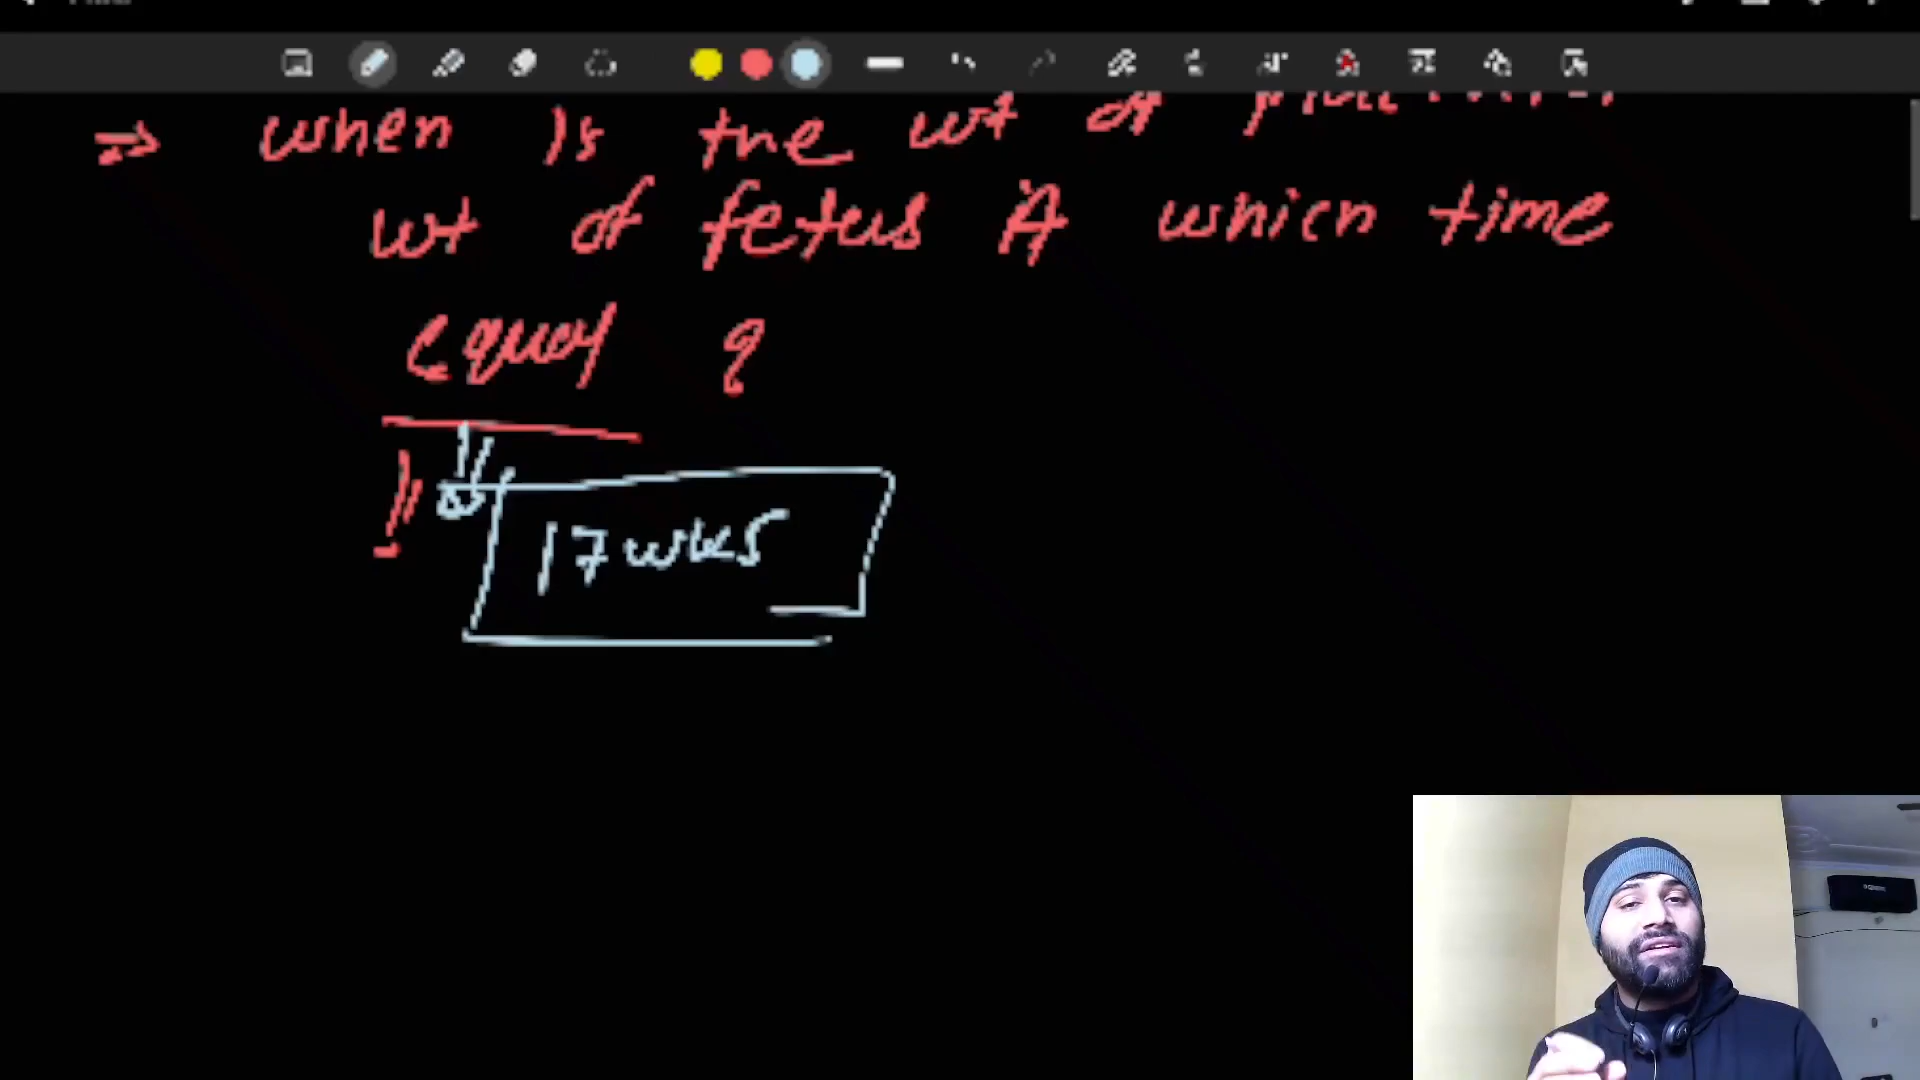 ⇒ when is the wt of
wt of fetus A which time
equal ?
17 wks